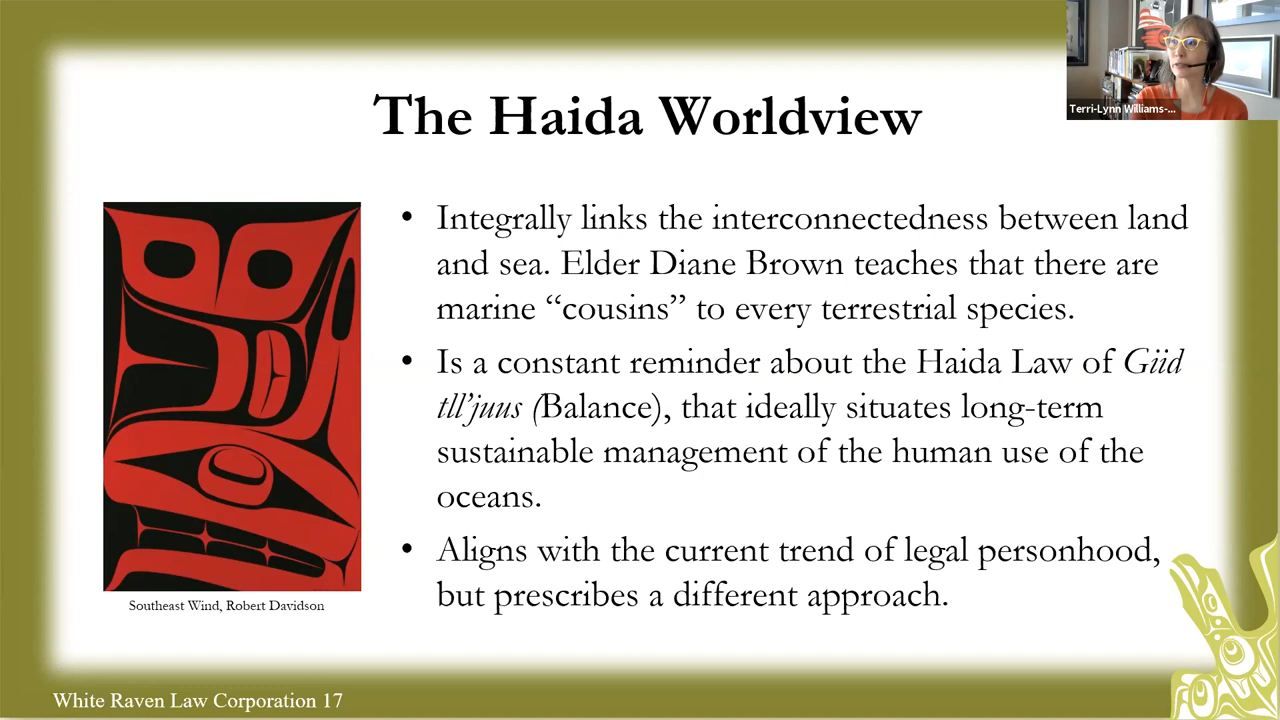 Terri-Lynn Williams-...
The Haida Worldview
• Integrally links the interconnectedness between land
and sea. Elder Diane Brown teaches that there are
marine “cousins” to every terrestrial species.
• Is a constant reminder about the Haida Law of Giid
tll’juus (Balance), that ideally situates long-term
sustainable management of the human use of the
oceans.
• Aligns with the current trend of legal personhood,
but prescribes a different approach.
Southeast Wind, Robert Davidson
White Raven Law Corporation 17